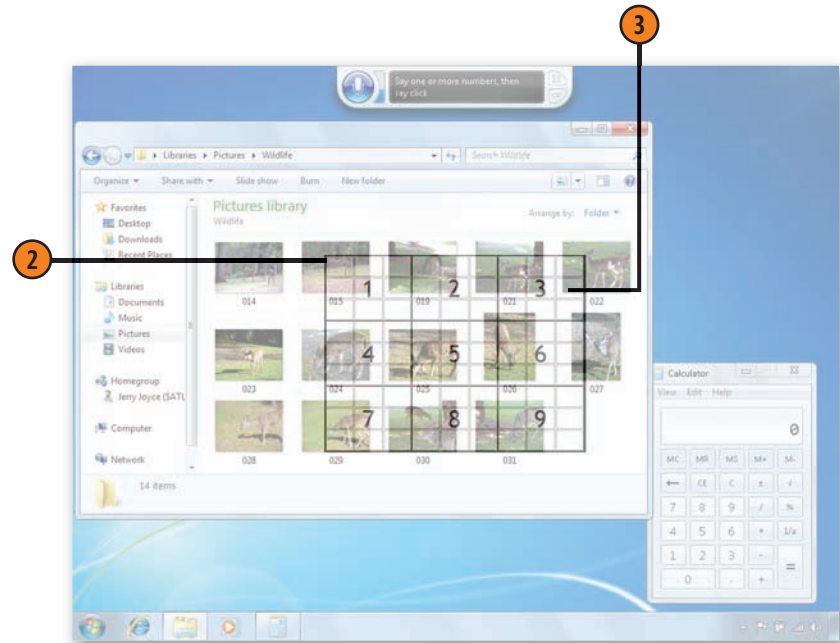 3
Say one or more numbers, then
say click
Libraries ▸ Pictures ▸ Wildlife
Search Wildlife
Organize
Share with
Slide show
Burn
New folder
Favorites
Desktop
Downloads
Recent Places
Libraries
Documents
Music
Pictures
Videos
Homegroup
Jerry Joyce
Computer
Network
Pictures library
Wildlife
Arrange by: Folder
2
1 2 3
014 015 019 021 022
4 5 6
023 024 025 026 027
7 8 9
028 029 030 031
14 items
Calculator
View Edit Help
0
MC MR MS M+ M-
← CE C ± √
7 8 9 / %
4 5 6 * 1/x
1 2 3 - =
0 . +